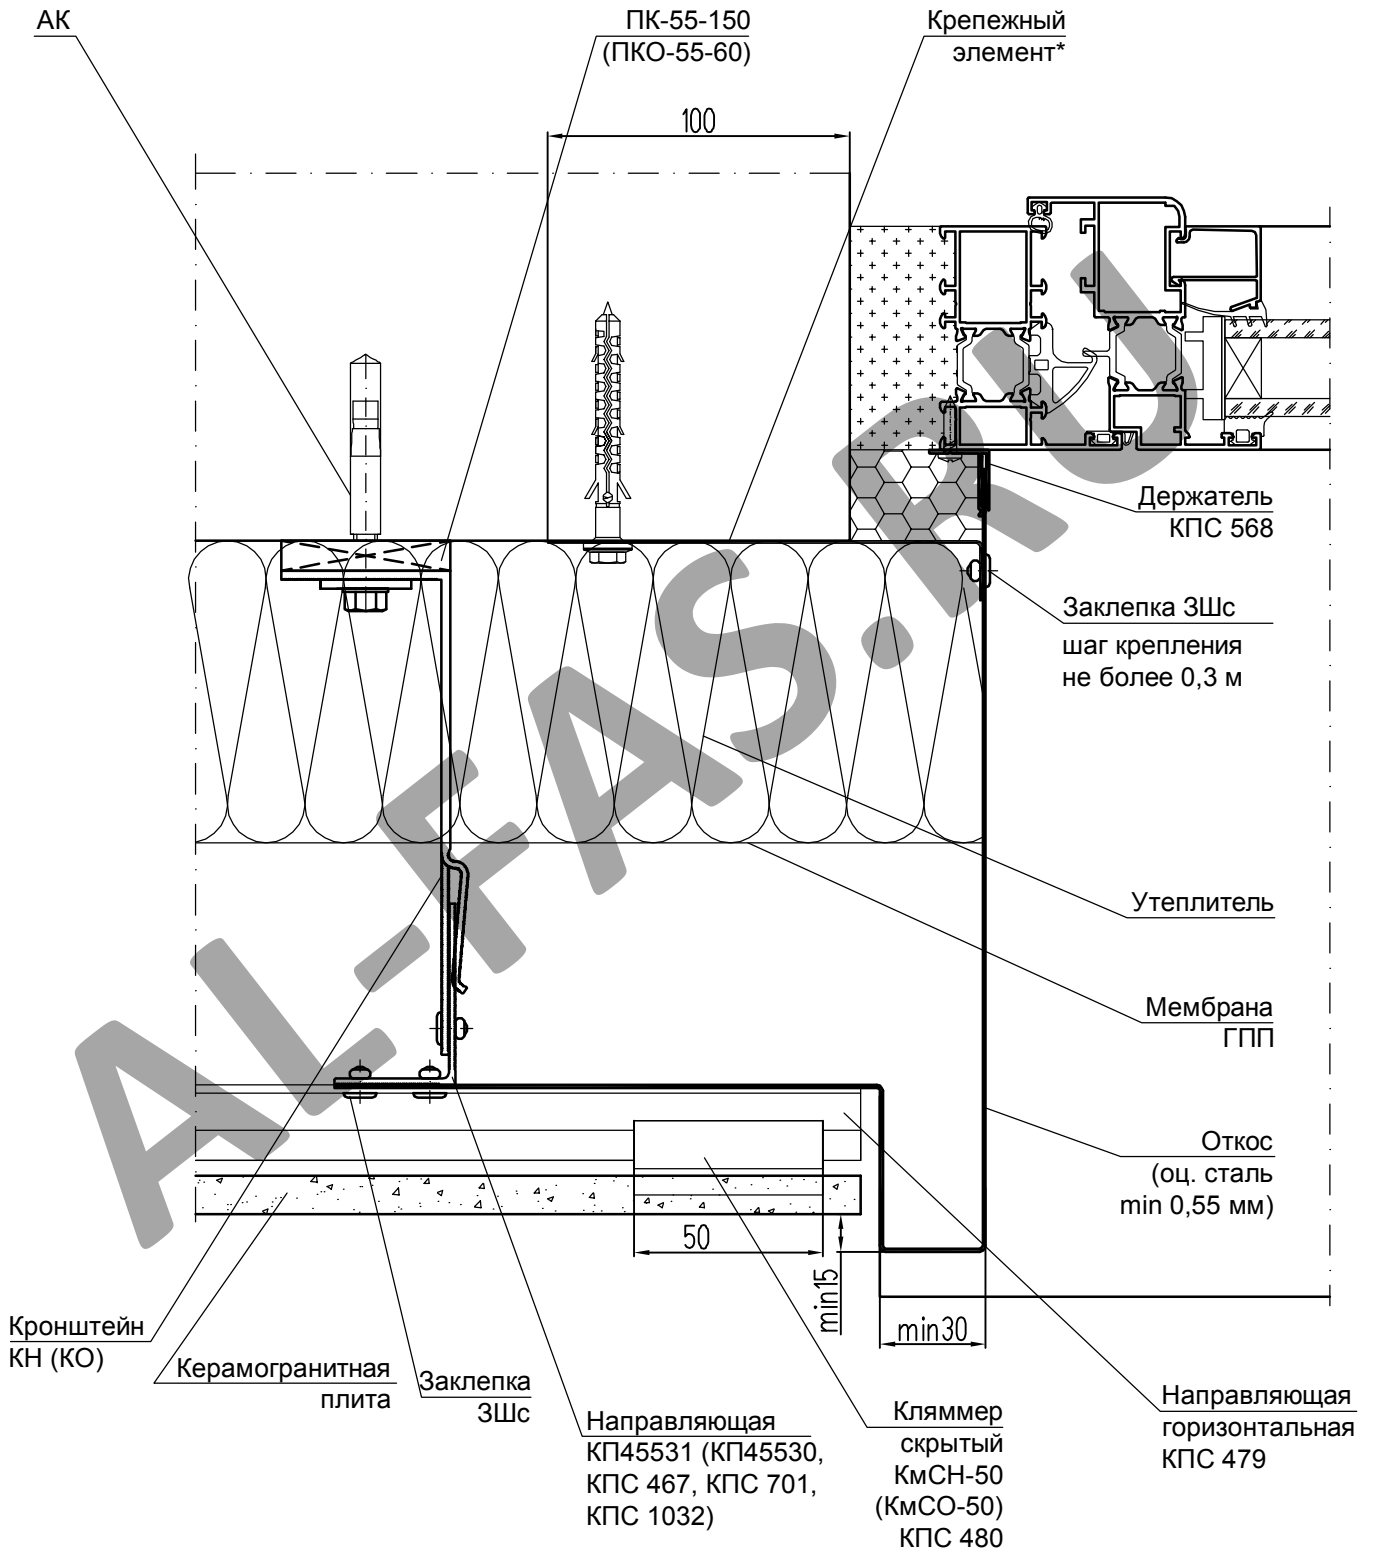 АК
ПК-55-150
(ПКО-55-60)
Крепежный
элемент*
100
Держатель
КПС 568
Заклепка ЗШс
шаг крепления
не более 0,3 м
Утеплитель
Мембрана
ГПП
Откос
(оц. сталь
min 0,55 мм)
50
min15
min30
Кронштейн
КН (КО)
Керамогранитная
плита
Заклепка
ЗШс
Направляющая
КП45531 (КП45530,
КПС 467, КПС 701,
КПС 1032)
Кляммер
скрытый
КмСН-50
(КмСО-50)
КПС 480
Направляющая
горизонтальная
КПС 479
AL-FAS.RU